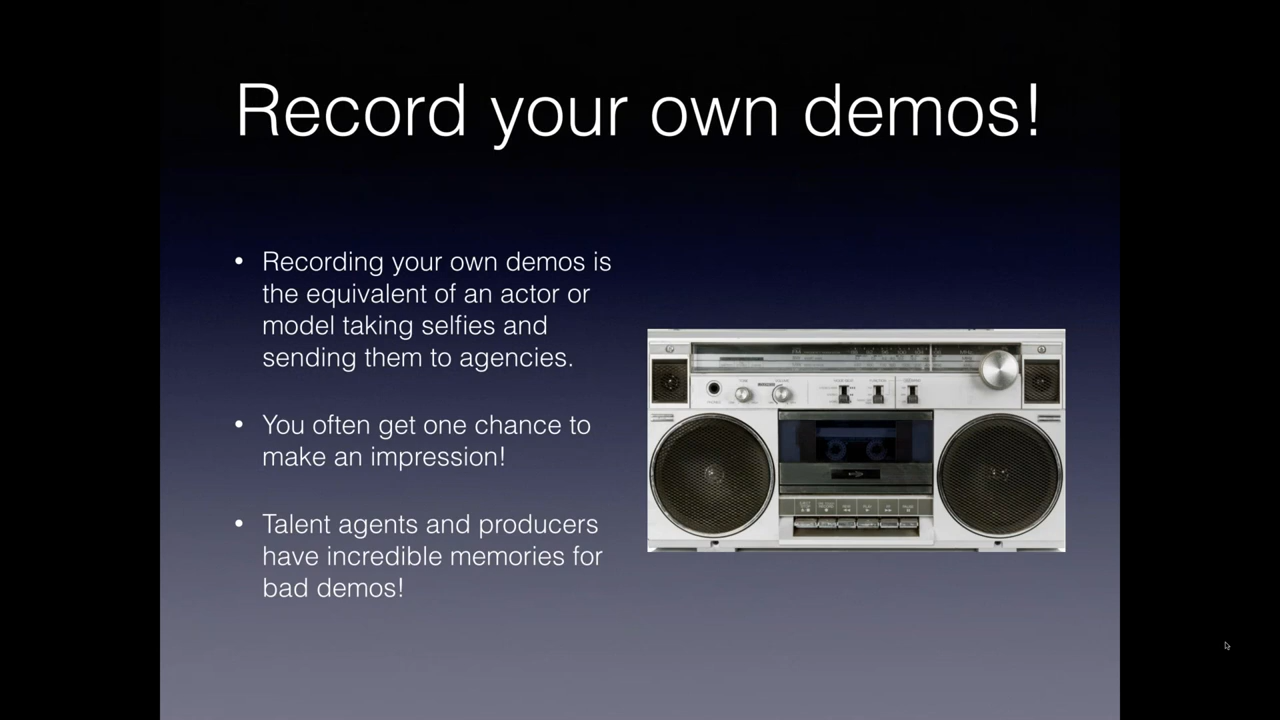 Record your own demos!
• Recording your own demos is
the equivalent of an actor or
model taking selfies and
sending them to agencies.
• You often get one chance to
make an impression!
• Talent agents and producers
have incredible memories for
bad demos!